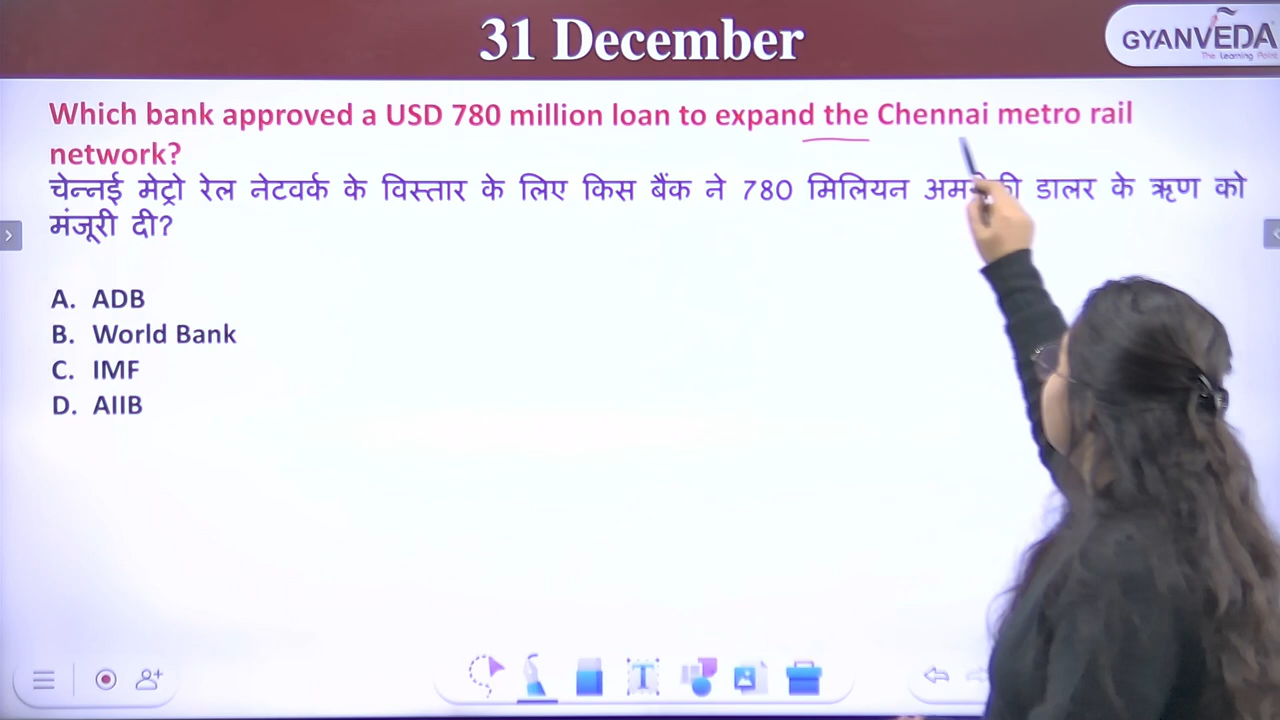 31 December
GYANVEDA
The Learning Point
Which bank approved a USD 780 million loan to expand the Chennai metro rail
network?
चेन्नई मेट्रो रेल नेटवर्क के विस्तार के लिए किस बैंक ने 780 मिलियन डालर के ऋण को
मंजूरी दी?
A. ADB
B. World Bank
C. IMF
D. AIIB